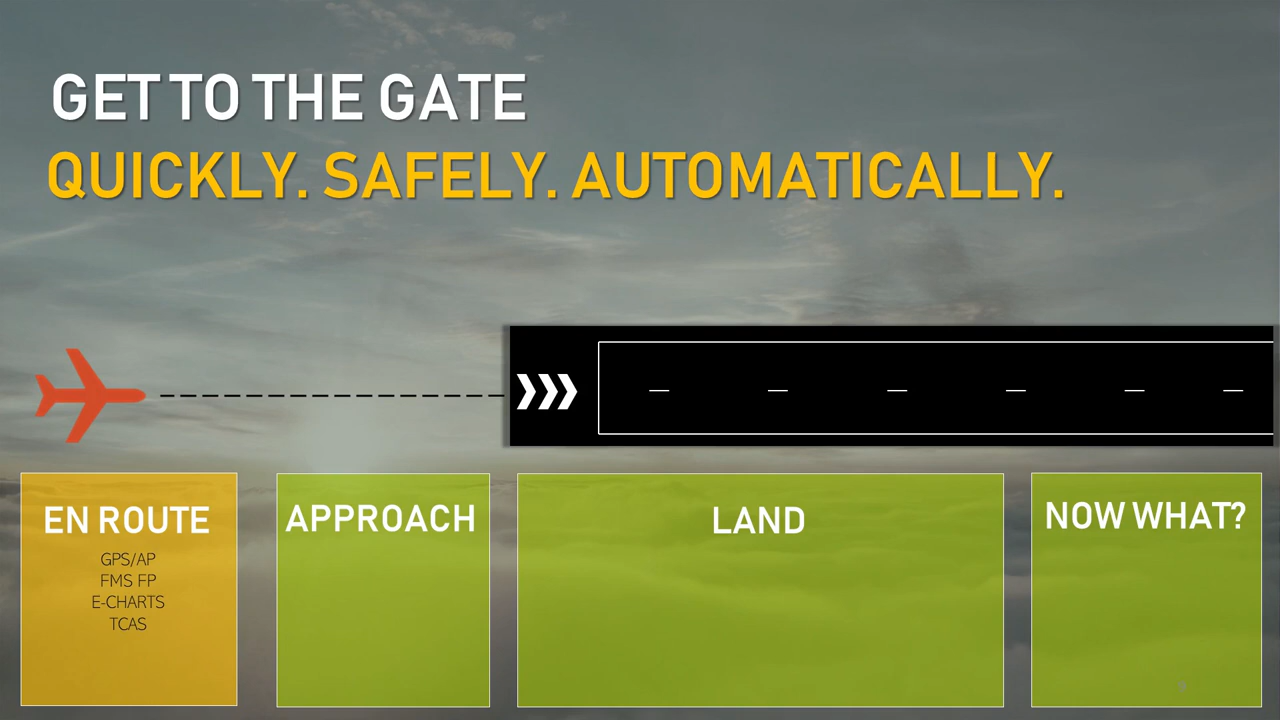 GET TO THE GATE
QUICKLY. SAFELY. AUTOMATICALLY.
EN ROUTE
GPS/AP
FMS FP
E-CHARTS
TCAS
APPROACH
LAND
NOW WHAT?